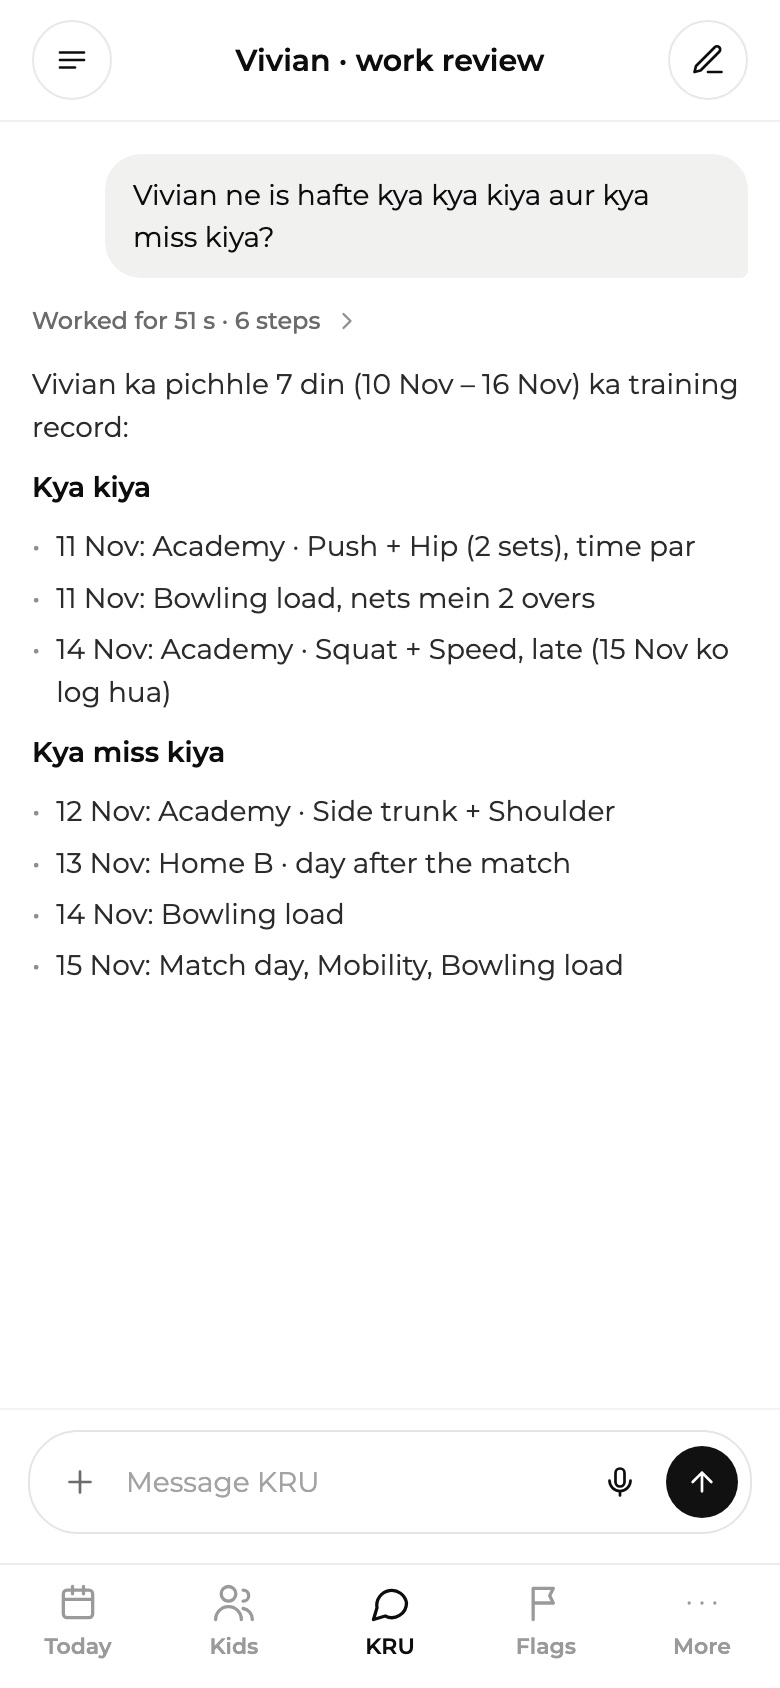 Vivian · work review
Vivian ne is hafte kya kya kiya aur kya
miss kiya?
Worked for 51 s · 6 steps
Vivian ka pichhle 7 din (10 Nov – 16 Nov) ka training
record:
Kya kiya
· 11 Nov: Academy · Push + Hip (2 sets), time par
· 11 Nov: Bowling load, nets mein 2 overs
· 14 Nov: Academy · Squat + Speed, late (15 Nov ko
log hua)
Kya miss kiya
· 12 Nov: Academy · Side trunk + Shoulder
· 13 Nov: Home B · day after the match
· 14 Nov: Bowling load
· 15 Nov: Match day, Mobility, Bowling load
Message KRU
Today Kids KRU Flags More